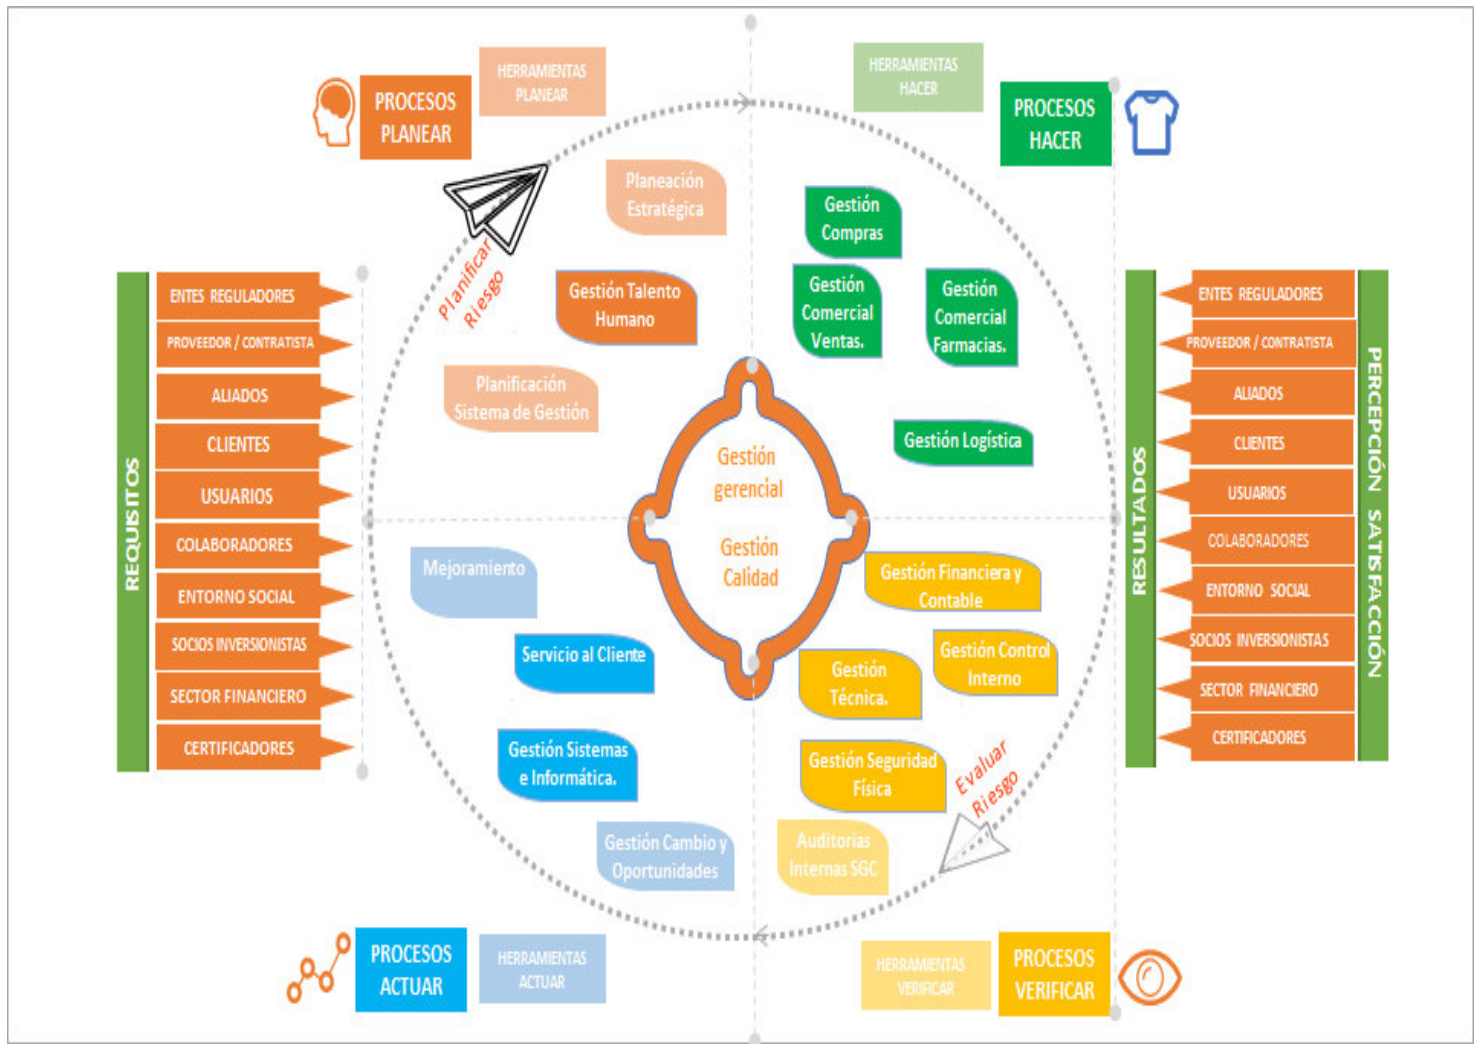 HERRAMIENTAS
PLANEAR
PROCESOS
PLANEAR
HERRAMIENTAS
HACER
PROCESOS
HACER
Planificar
Riesgo
Planeación
Estratégica
Gestión Talento
Humano
Planificación
Sistema de Gestión
Gestión
Compras
Gestión
Comercial
Ventas.
Gestión
Comercial
Farmacias.
Gestión Logística
REQUISITOS
ENTES REGULADORES
PROVEEDOR / CONTRATISTA
ALIADOS
CLIENTES
USUARIOS
COLABORADORES
ENTORNO SOCIAL
SOCIOS INVERSIONISTAS
SECTOR FINANCIERO
CERTIFICADORES
Gestión
gerencial
Gestión
Calidad
RESULTADOS
ENTES REGULADORES
PROVEEDOR / CONTRATISTA
ALIADOS
CLIENTES
USUARIOS
COLABORADORES
ENTORNO SOCIAL
SOCIOS INVERSIONISTAS
SECTOR FINANCIERO
CERTIFICADORES
PERCEPCIÓN SATISFACCIÓN
Mejoramiento
Servicio al Cliente
Gestión Sistemas
e Informática.
Gestión Cambio y
Oportunidades
Gestión Financiera y
Contable
Gestión Control
Interno
Gestión
Técnica.
Gestión Seguridad
Física
Auditorias
Internas SGC
Evaluar
Riesgo
PROCESOS
ACTUAR
HERRAMIENTAS
ACTUAR
HERRAMIENTAS
VERIFICAR
PROCESOS
VERIFICAR